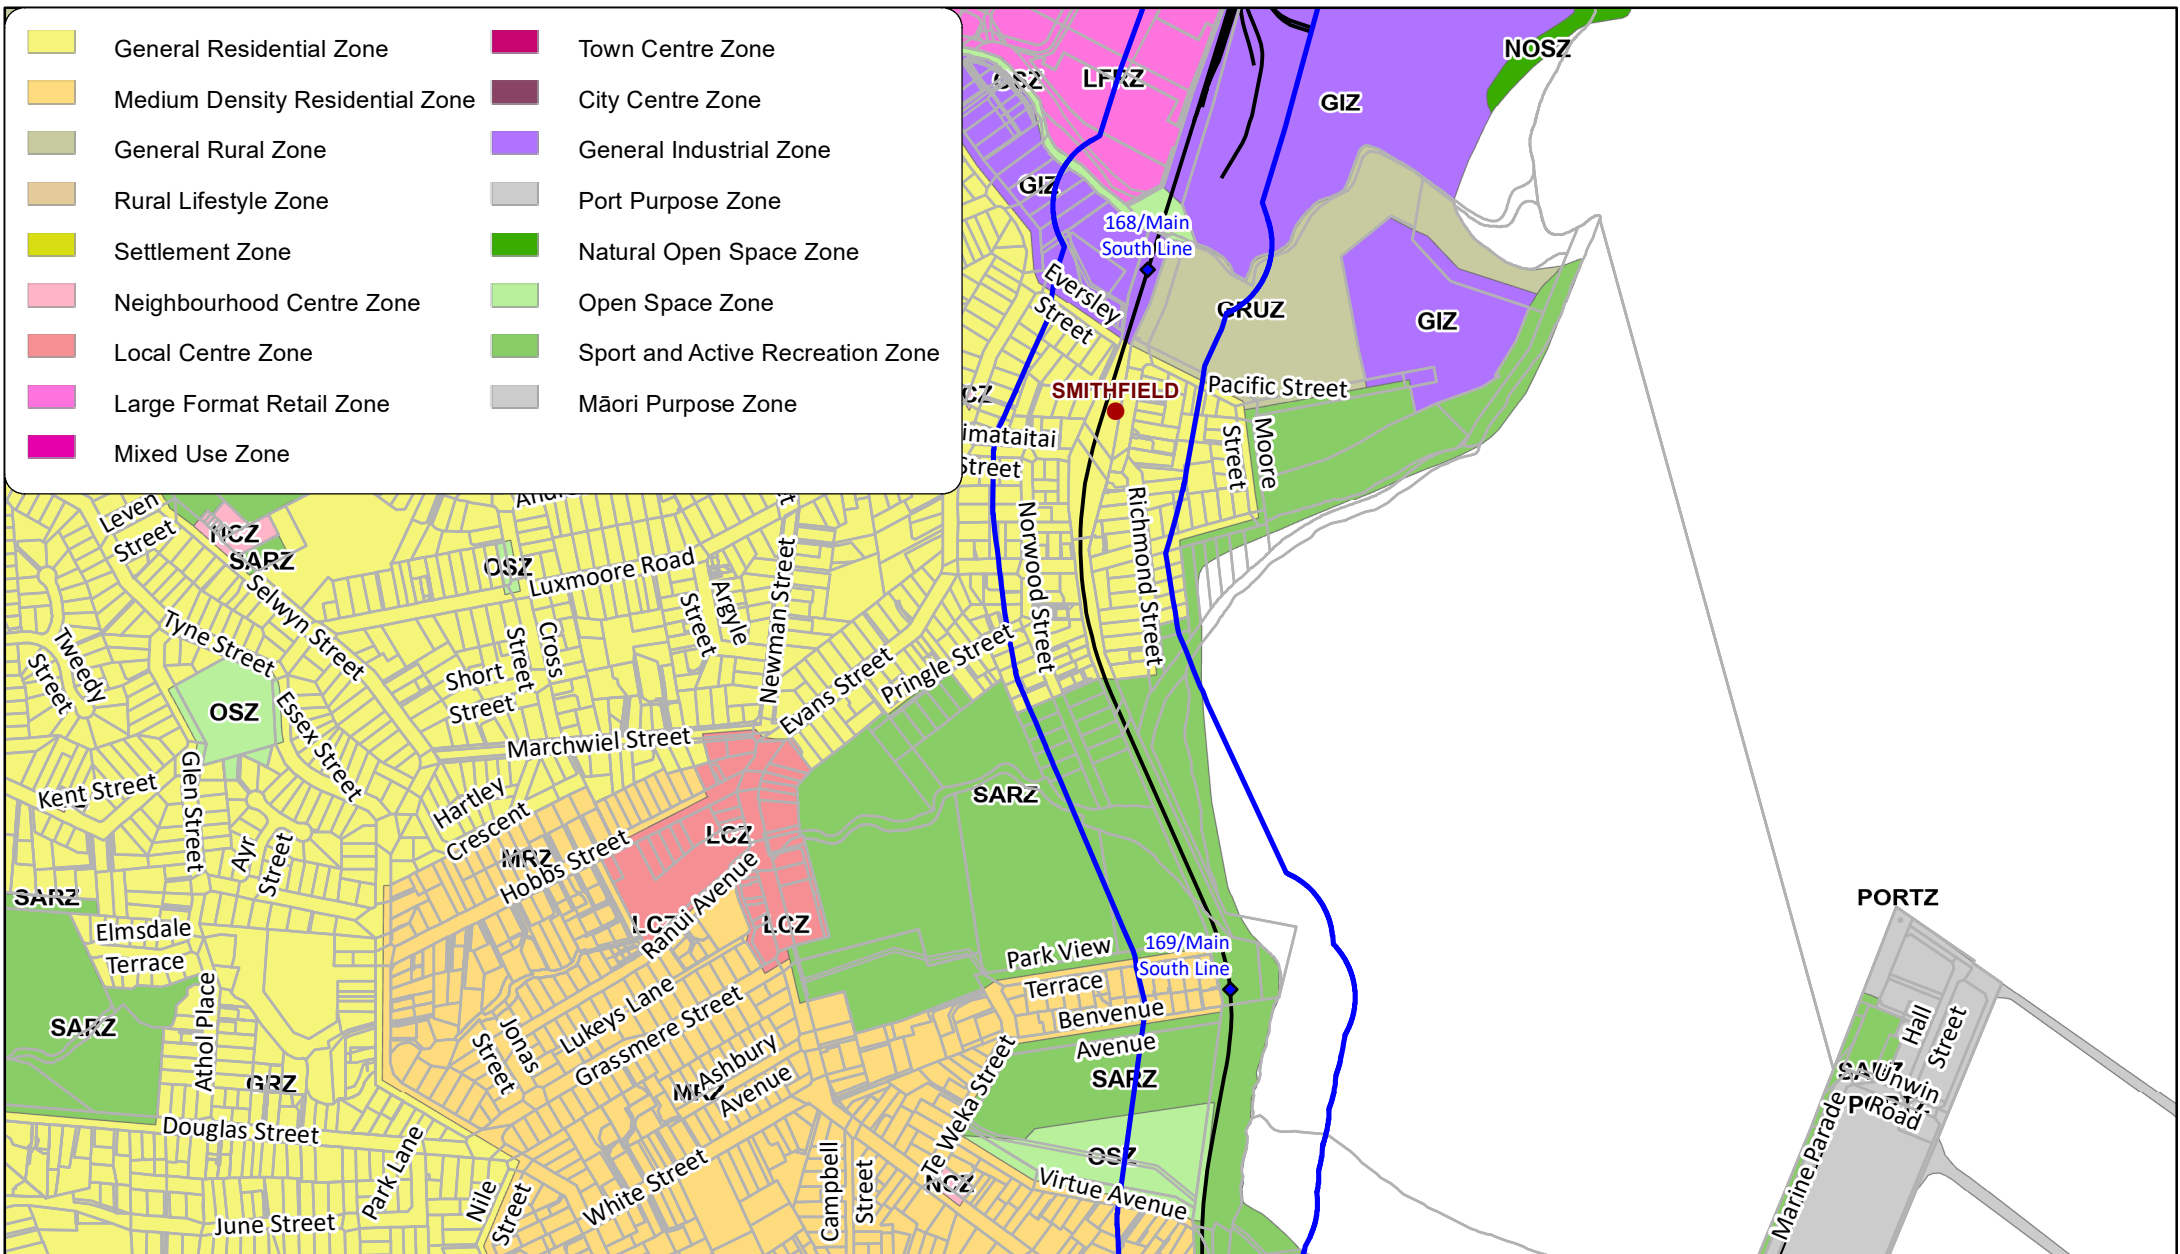 General Residential Zone
Medium Density Residential Zone
General Rural Zone
Rural Lifestyle Zone
Settlement Zone
Neighbourhood Centre Zone
Local Centre Zone
Large Format Retail Zone
Mixed Use Zone
Town Centre Zone
City Centre Zone
General Industrial Zone
Port Purpose Zone
Natural Open Space Zone
Open Space Zone
Sport and Active Recreation Zone
Māori Purpose Zone
OSZ
LFRZ
NOSZ
GIZ
GIZ
168/Main
South Line
Eversley
Street
GRUZ
GIZ
SMITHFIELD
Pacific Street
CZ
imataitai
Street
Street
Moore
Norwood Street
Richmond Street
Leven
Street
NCZ
SARZ
OSZ
Luxmoore Road
Selwyn Street
Tyne Street
Tweedy
Street
Argyle
Street
Newman Street
Cross
Street
Short
Street
Evans Street
Pringle Street
OSZ
Essex Street
Marchwiel Street
Kent Street
Glen Street
Hartley
Crescent
SARZ
LCZ
MRZ
Hobbs Street
Ayr
Street
Ranui Avenue
LCZ
LCZ
SARZ
Elmsdale
Terrace
Park View
Terrace
169/Main
South Line
PORTZ
SARZ
Athol Place
Lukeys Lane
Grassmere Street
Jonas
Street
Benvenue
Avenue
Hall
Street
GRZ
Ashbury
Avenue
MRZ
SARZ
SARZ
Unwin
Road
PORTZ
Te Weka Street
Douglas Street
Park Lane
OSZ
NCZ
Virtue Avenue
Marine Parade
White Street
Campbell
Street
Nile
Street
June Street